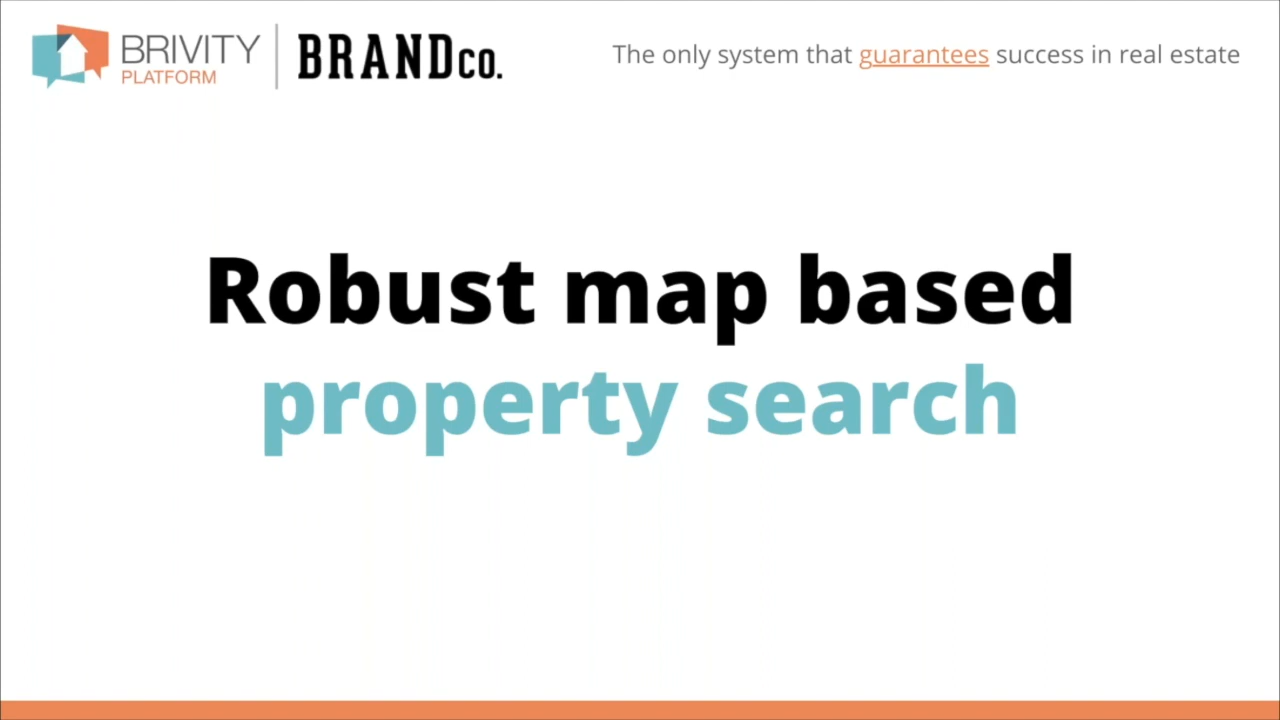 BRIVITY
PLATFORM
BRANDCO.
The only system that guarantees success in real estate
Robust map based
property search